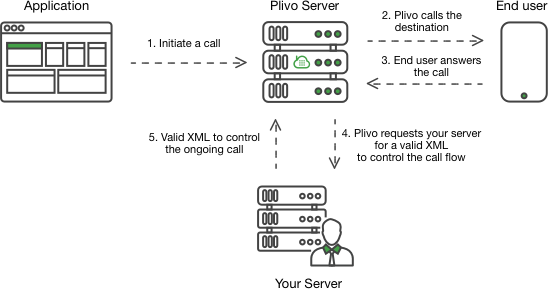 Application
Plivo Server
End user
1. Initiate a call
2. Plivo calls the
destination
3. End user answers
the call
5. Valid XML to control
the ongoing call
4. Plivo requests your server
for a valid XML
to control the call flow
Your Server